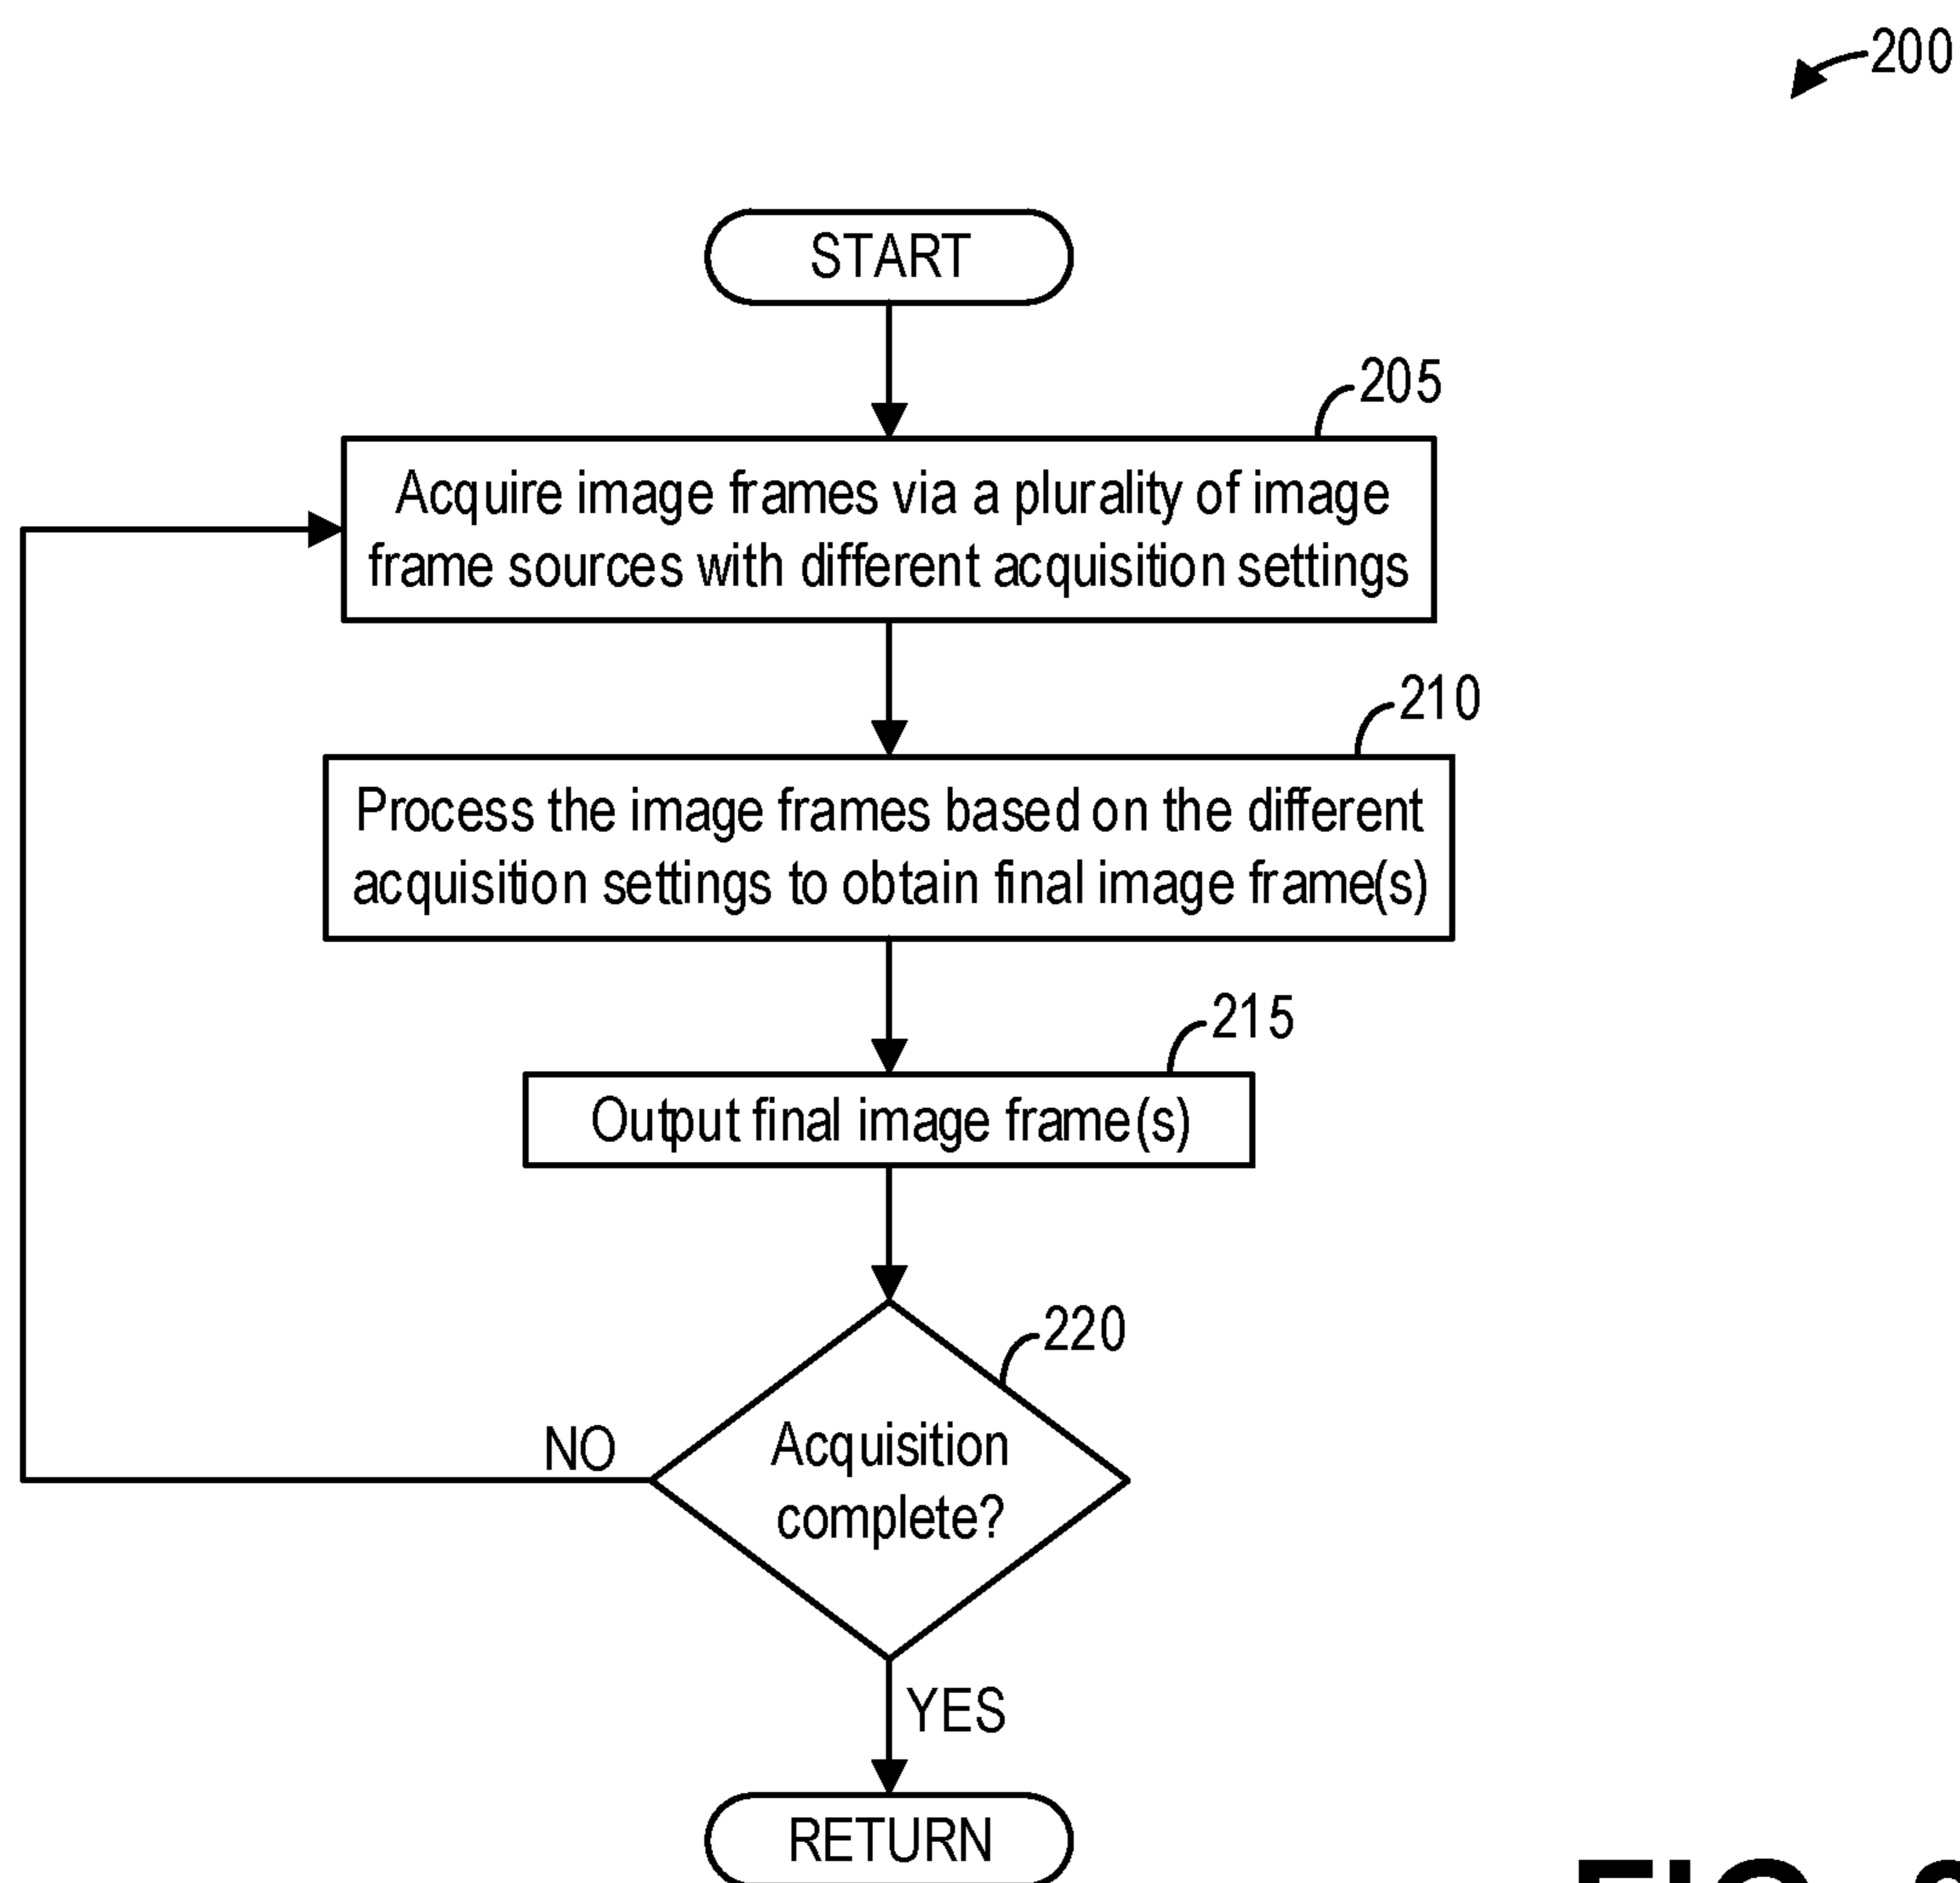 200
START
205
Acquire image frames via a plurality of image
frame sources with different acquisition settings
210
Process the image frames based on the different
acquisition settings to obtain final image frame(s)
215
Output final image frame(s)
220
Acquisition
complete?
NO
YES
RETURN
FIG.